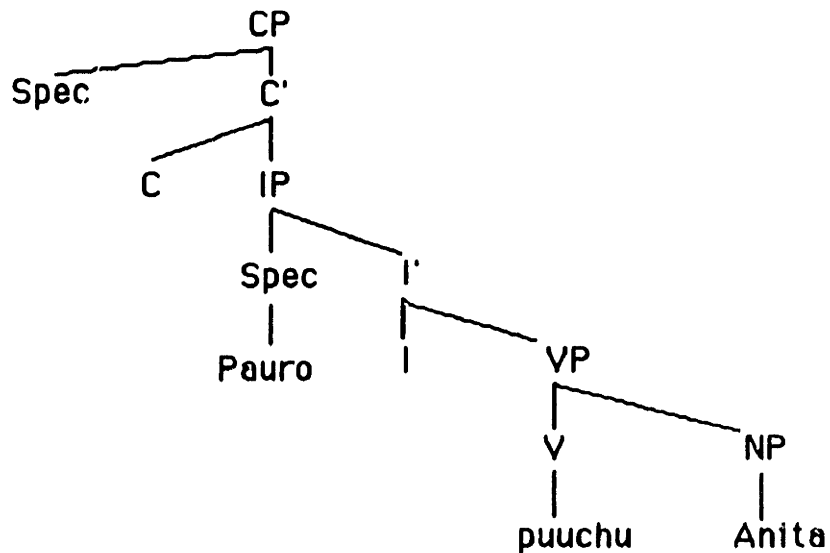 CP
Spec C'
C IP
Spec I'
Pauro I VP
V NP
puuchu Anita